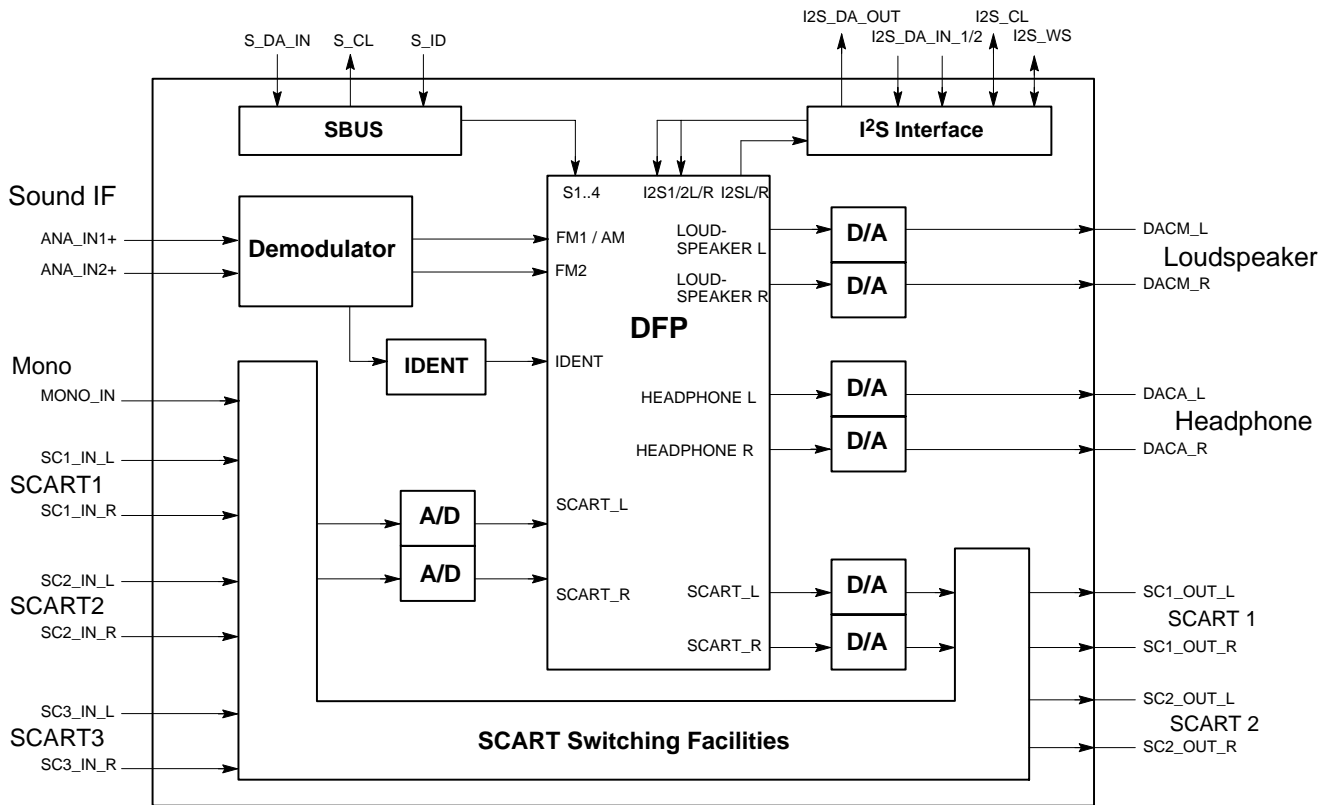 I2S_DA_OUT
I2S_CL
S_DA_IN
S_CL
S_ID
I2S_DA_IN_1/2
I2S_WS
SBUS
I2S Interface
Sound IF
S1..4
I2S1/2L/R
I2SL/R
ANA_IN1+
ANA_IN2+
Demodulator
FM1 / AM
FM2
LOUD-
SPEAKER L
LOUD-
SPEAKER R
D/A
D/A
DACM_L
Loudspeaker
DACM_R
DFP
Mono
MONO_IN
IDENT
IDENT
HEADPHONE L
HEADPHONE R
D/A
D/A
DACA_L
Headphone
DACA_R
SC1_IN_L
SCART1
SC1_IN_R
A/D
A/D
SCART_L
SCART_R
SC2_IN_L
SCART2
SC2_IN_R
SCART_L
SCART_R
D/A
D/A
SC1_OUT_L
SCART 1
SC1_OUT_R
SC3_IN_L
SCART3
SC3_IN_R
SCART Switching Facilities
SC2_OUT_L
SCART 2
SC2_OUT_R